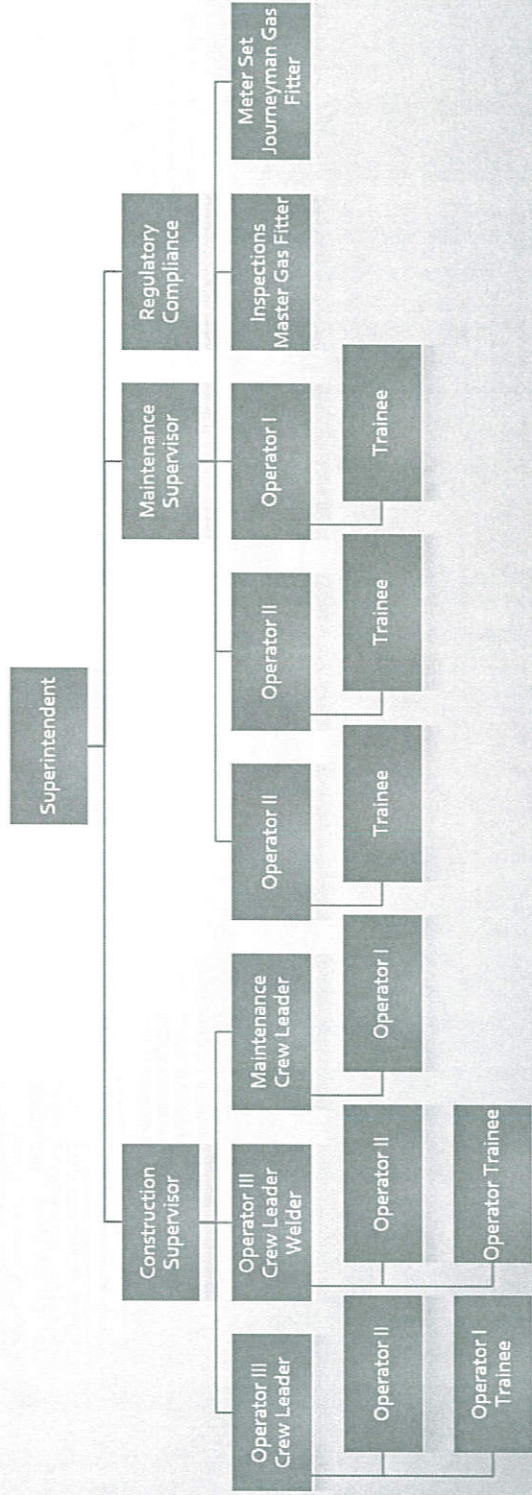 Superintendent
Construction
Supervisor
Maintenance
Supervisor
Regulatory
Compliance
Operator III
Crew Leader
Operator III
Crew Leader
Welder
Maintenance
Crew Leader
Operator II
Operator II
Operator I
Inspections
Master Gas Fitter
Meter Set
Journeyman Gas
Fitter
Operator II
Operator II
Operator I
Trainee
Trainee
Trainee
Operator I
Trainee
Operator Trainee